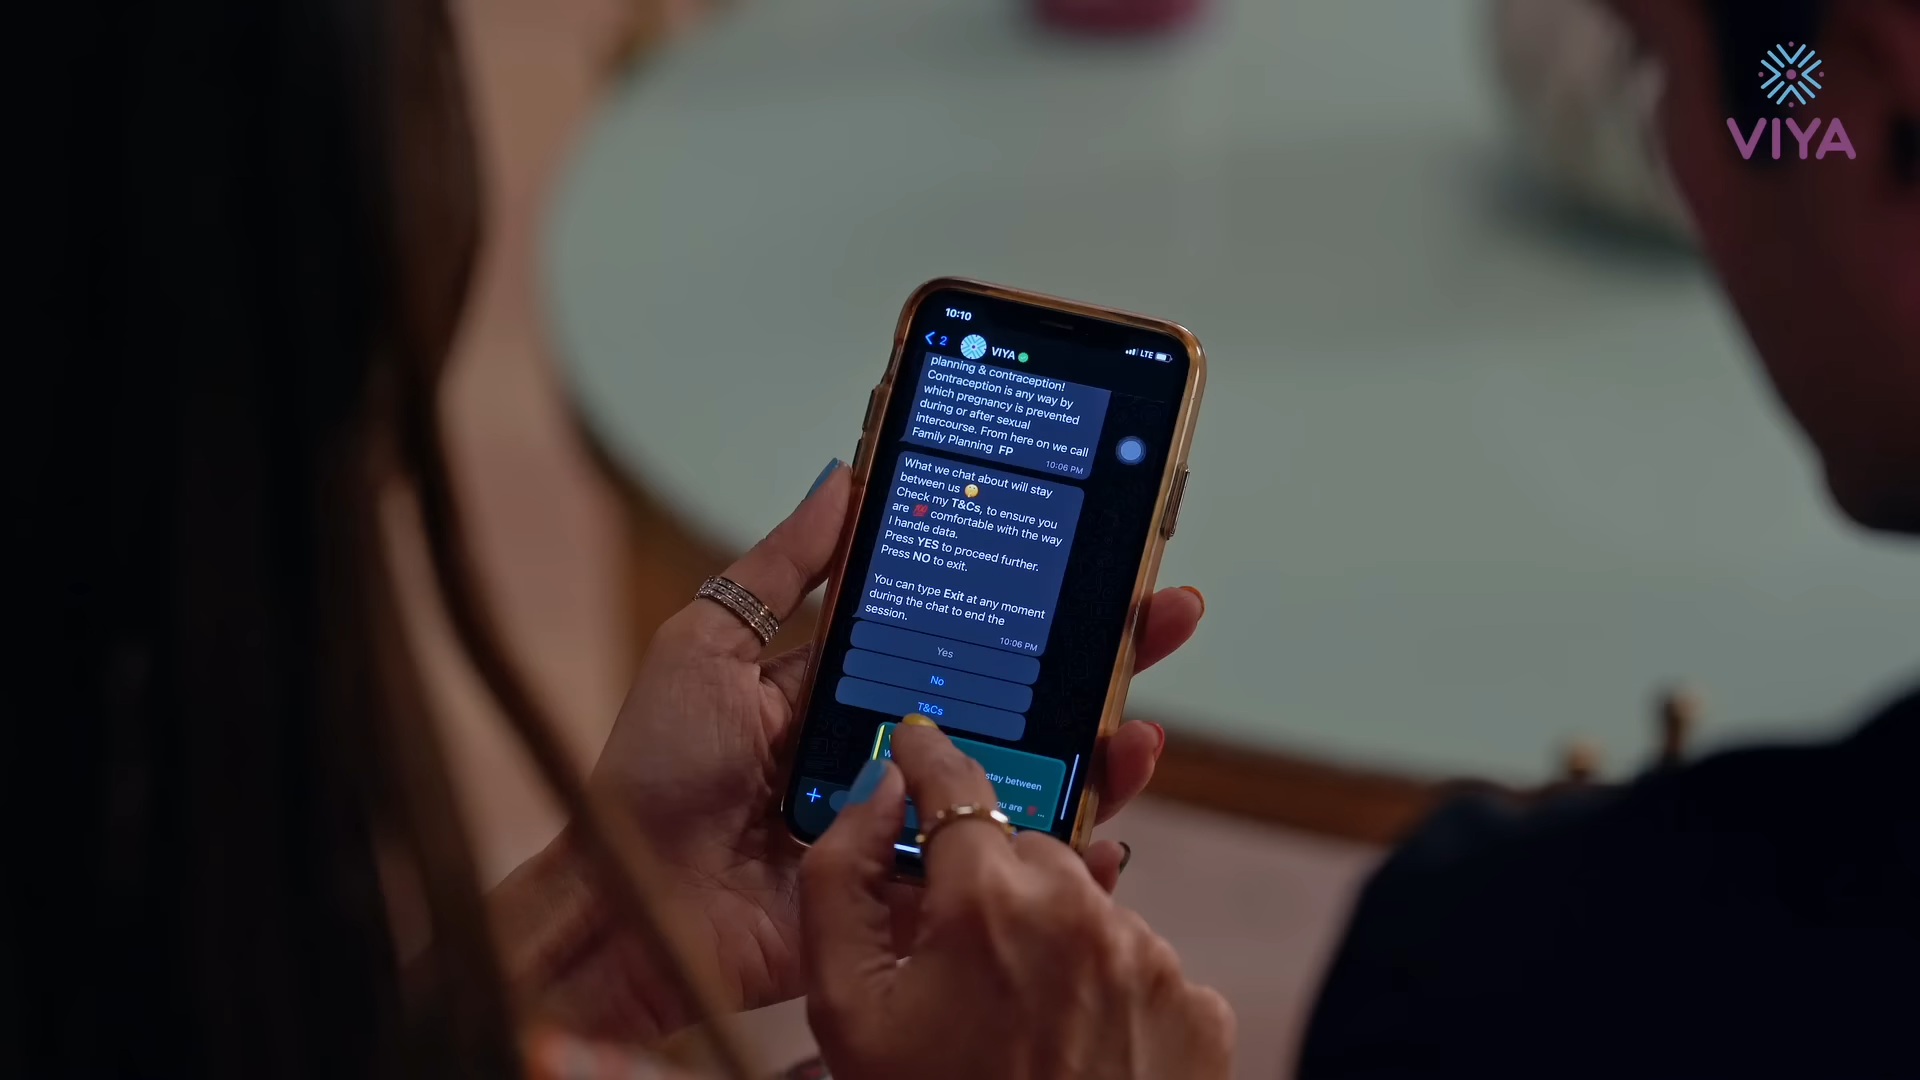 VIYA
10:10
LTE
2
VIYA
planning & contraception!
Contraception is any way by
which pregnancy is prevented
during or after sexual
intercourse. From here on we call
Family Planning FP
10:06 PM
What we chat about will stay
between us 🤫
Check my T&Cs, to ensure you
are 💯 comfortable with the way
I handle data.
Press YES to proceed further.
Press NO to exit.
You can type Exit at any moment
during the chat to end the
session.
10:06 PM
Yes
No
T&Cs
stay between
are 💯...